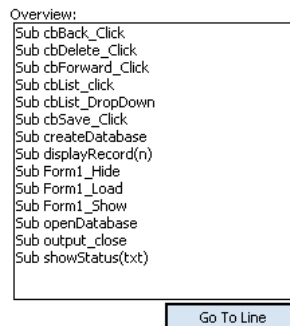 Overview:
Sub cbBack_Click
Sub cbDelete_Click
Sub cbForward_Click
Sub cbList_click
Sub cbList_DropDown
Sub cbSave_Click
Sub createDatabase
Sub displayRecord(n)
Sub Form1_Hide
Sub Form1_Load
Sub Form1_Show
Sub openDatabase
Sub output_close
Sub showStatus(txt)
Go To Line